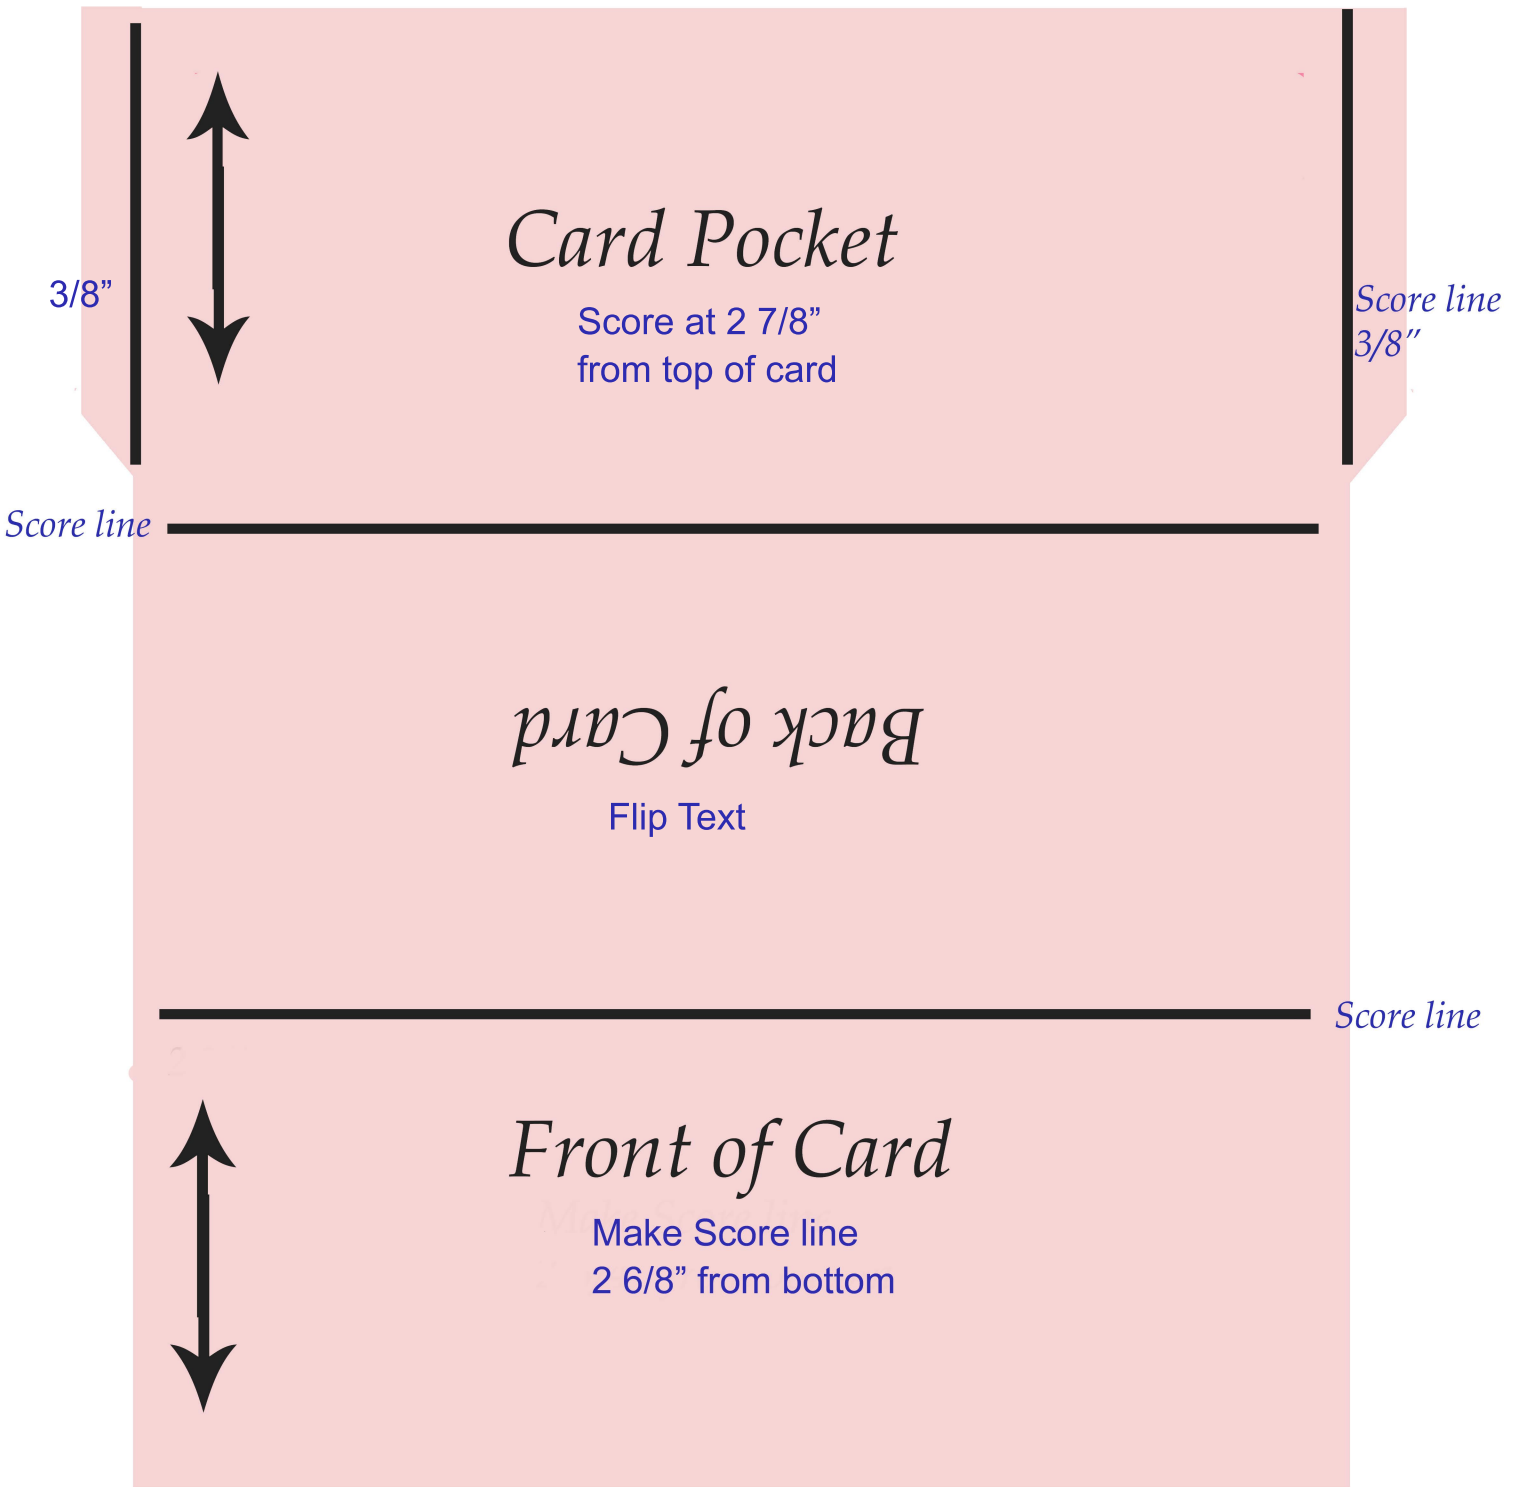 Card Pocket
3/8”
Score at 2 7/8”
from top of card
Score line
3/8”
Score line
Back of Card
Flip Text
Score line
Front of Card
Make Score line
2 6/8” from bottom